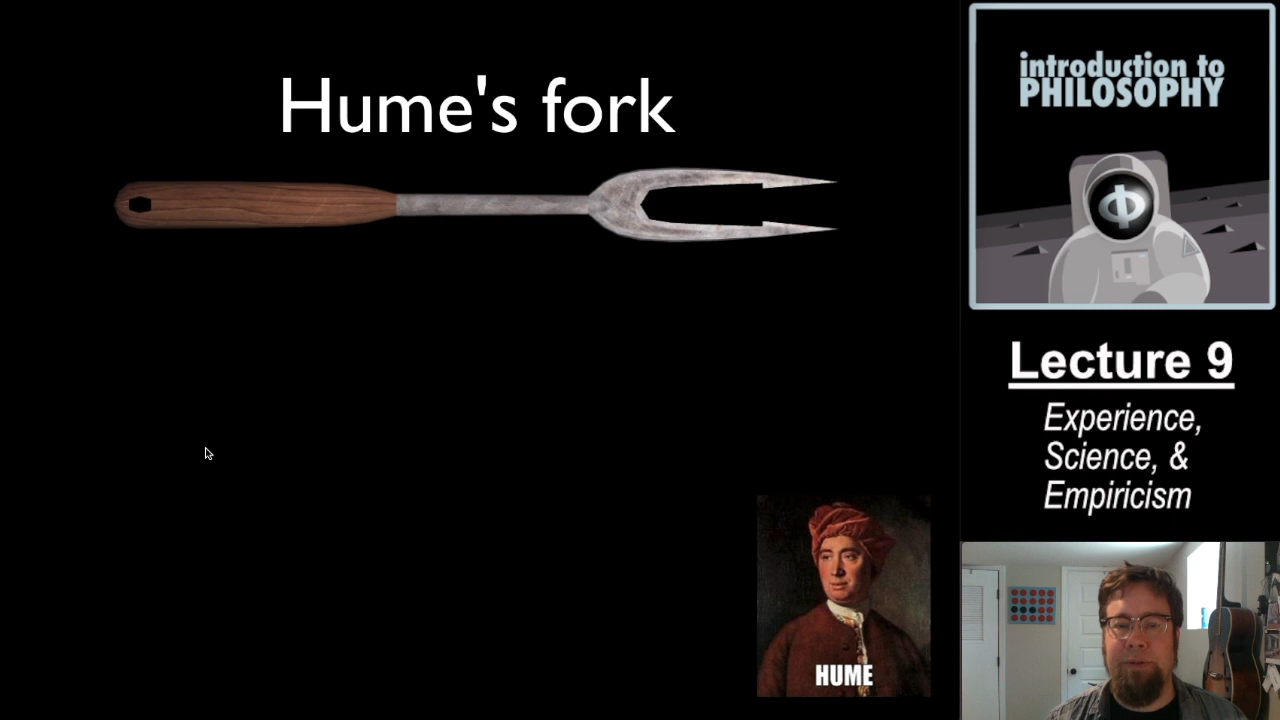 Hume's fork
HUME
introduction to
PHILOSOPHY
Φ
Lecture 9
Experience,
Science, &
Empiricism